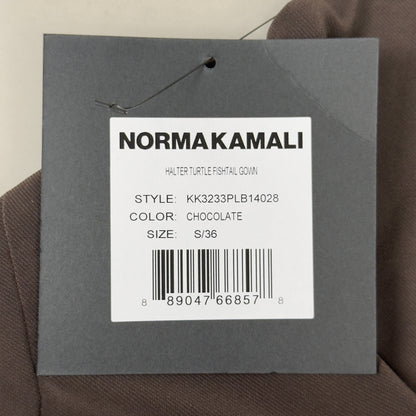 NORMAKAMALI
HALTER TURTLE FISHTAIL GOWN
STYLE: KK3233PLB14028
COLOR: CHOCOLATE
SIZE: S/36
8 89047 66857 8